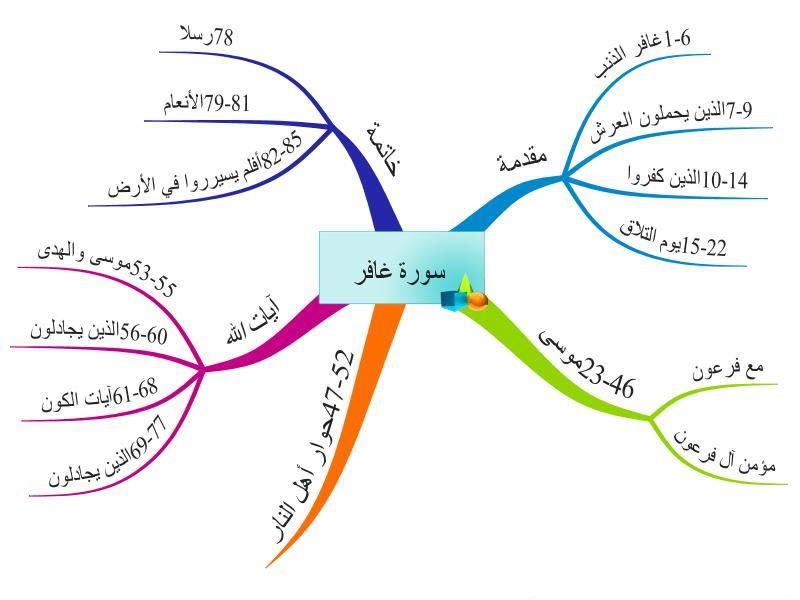 سورة غافر
مقدمة
1-6غافر الذنب
7-9الذين يحملون العرش
10-14الذين كفروا
15-22يوم التلاق
23-46موسى
مع فرعون
مؤمن آل فرعون
47-52حوار أهل النار
آيات الله
53-55موسى والهدى
56-60الذين يجادلون
61-68آيات الكون
69-77الذين يجادلون
خاتمة
78رسلا
79-81الأنعام
82-85أفلم يسيرروا في الأرض